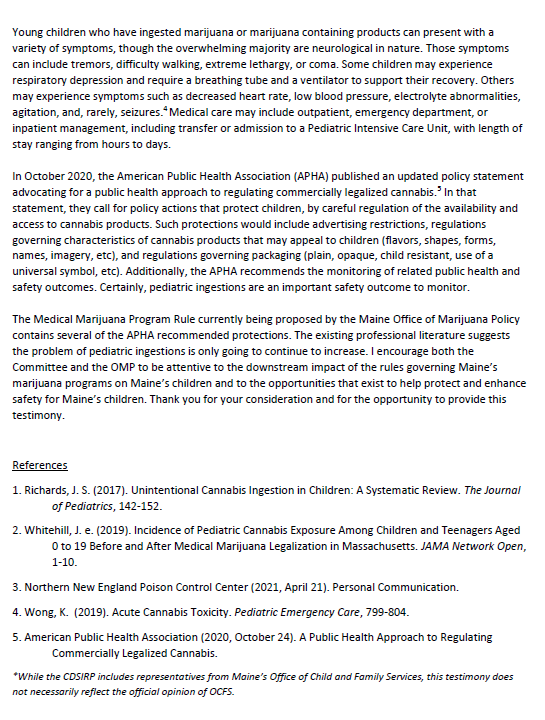 Young children who have ingested marijuana or marijuana containing products can present with a
variety of symptoms, though the overwhelming majority are neurological in nature. Those symptoms
can include tremors, difficulty walking, extreme lethargy, or coma. Some children may experience
respiratory depression and require a breathing tube and a ventilator to support their recovery. Others
may experience symptoms such as decreased heart rate, low blood pressure, electrolyte abnormalities,
agitation, and, rarely, seizures.4 Medical care may include outpatient, emergency department, or
inpatient management, including transfer or admission to a Pediatric Intensive Care Unit, with length of
stay ranging from hours to days.

In October 2020, the American Public Health Association (APHA) published an updated policy statement
advocating for a public health approach to regulating commercially legalized cannabis.5 In that
statement, they call for policy actions that protect children, by careful regulation of the availability and
access to cannabis products. Such protections would include advertising restrictions, regulations
governing characteristics of cannabis products that may appeal to children (flavors, shapes, forms,
names, imagery, etc), and regulations governing packaging (plain, opaque, child resistant, use of a
universal symbol, etc). Additionally, the APHA recommends the monitoring of related public health and
safety outcomes. Certainly, pediatric ingestions are an important safety outcome to monitor.

The Medical Marijuana Program Rule currently being proposed by the Maine Office of Marijuana Policy
contains several of the APHA recommended protections. The existing professional literature suggests
the problem of pediatric ingestions is only going to continue to increase. I encourage both the
Committee and the OMP to be attentive to the downstream impact of the rules governing Maine's
marijuana programs on Maine's children and to the opportunities that exist to help protect and enhance
safety for Maine's children. Thank you for your consideration and for the opportunity to provide this
testimony.

References
1. Richards, J. S. (2017). Unintentional Cannabis Ingestion in Children: A Systematic Review. The Journal
of Pediatrics, 142-152.
2. Whitehill, J. e. (2019). Incidence of Pediatric Cannabis Exposure Among Children and Teenagers Aged
0 to 19 Before and After Medical Marijuana Legalization in Massachusetts. JAMA Network Open,
1-10.
3. Northern New England Poison Control Center (2021, April 21). Personal Communication.
4. Wong, K. (2019). Acute Cannabis Toxicity. Pediatric Emergency Care, 799-804.
5. American Public Health Association (2020, October 24). A Public Health Approach to Regulating
Commercially Legalized Cannabis.
*While the CDSIRP includes representatives from Maine's Office of Child and Family Services, this testimony does
not necessarily reflect the official opinion of OCFS.